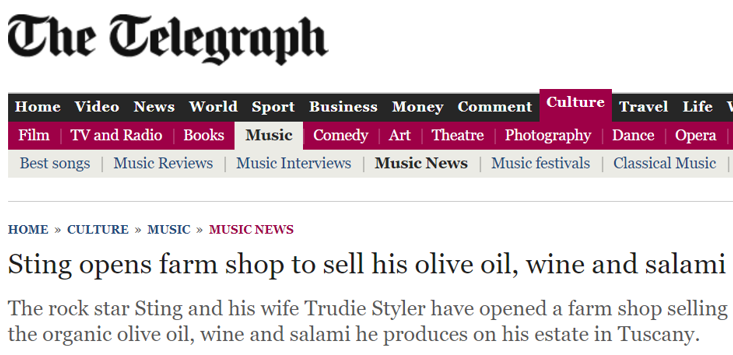 The Telegraph
Home Video News World Sport Business Money Comment Culture Travel Life
Film TV and Radio Books Music Comedy Art Theatre Photography Dance Opera
Best songs Music Reviews Music Interviews Music News Music festivals Classical Music
HOME » CULTURE » MUSIC » MUSIC NEWS
Sting opens farm shop to sell his olive oil, wine and salami
The rock star Sting and his wife Trudie Styler have opened a farm shop selling
the organic olive oil, wine and salami he produces on his estate in Tuscany.